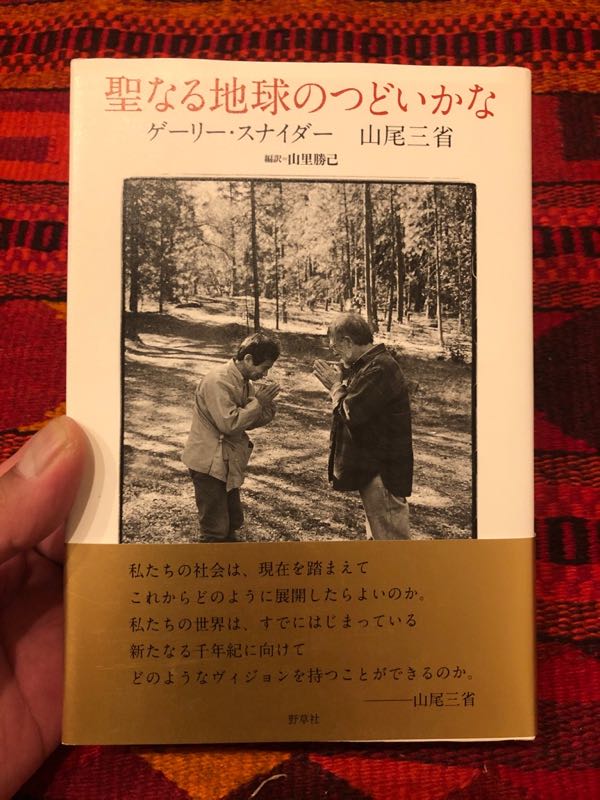 聖なる地球のつどいかな
ゲーリー・スナイダー 山尾三省
編訳=山里勝己
私たちの社会は、現在を踏まえて
これからどのように展開したらよいのか。
私たちの世界は、すでにはじまっている
新たなる千年紀に向けて
どのようなヴィジョンを持つことができるのか。
――山尾三省
野草社